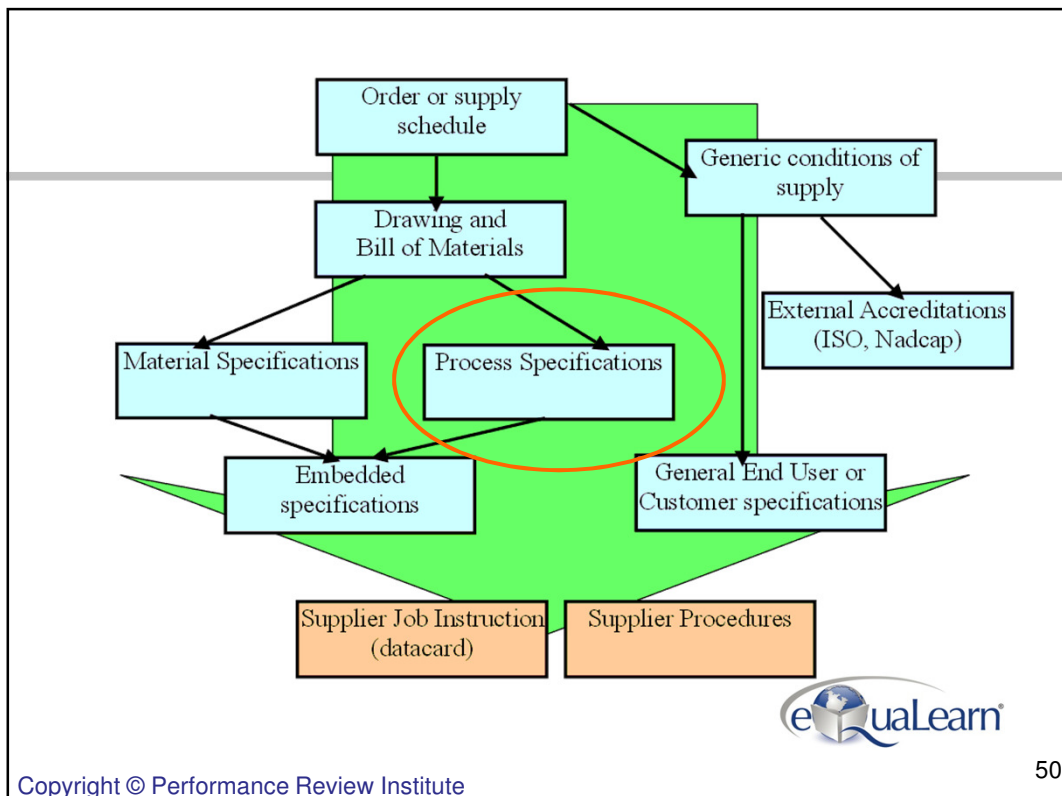 Order or supply
schedule
Generic conditions of
supply
Drawing and
Bill of Materials
External Accreditations
(ISO, Nadcap)
Material Specifications
Process Specifications
Embedded
specifications
General End User or
Customer specifications
Supplier Job Instruction
(datacard)
Supplier Procedures
eQuaLearn®
Copyright © Performance Review Institute
50